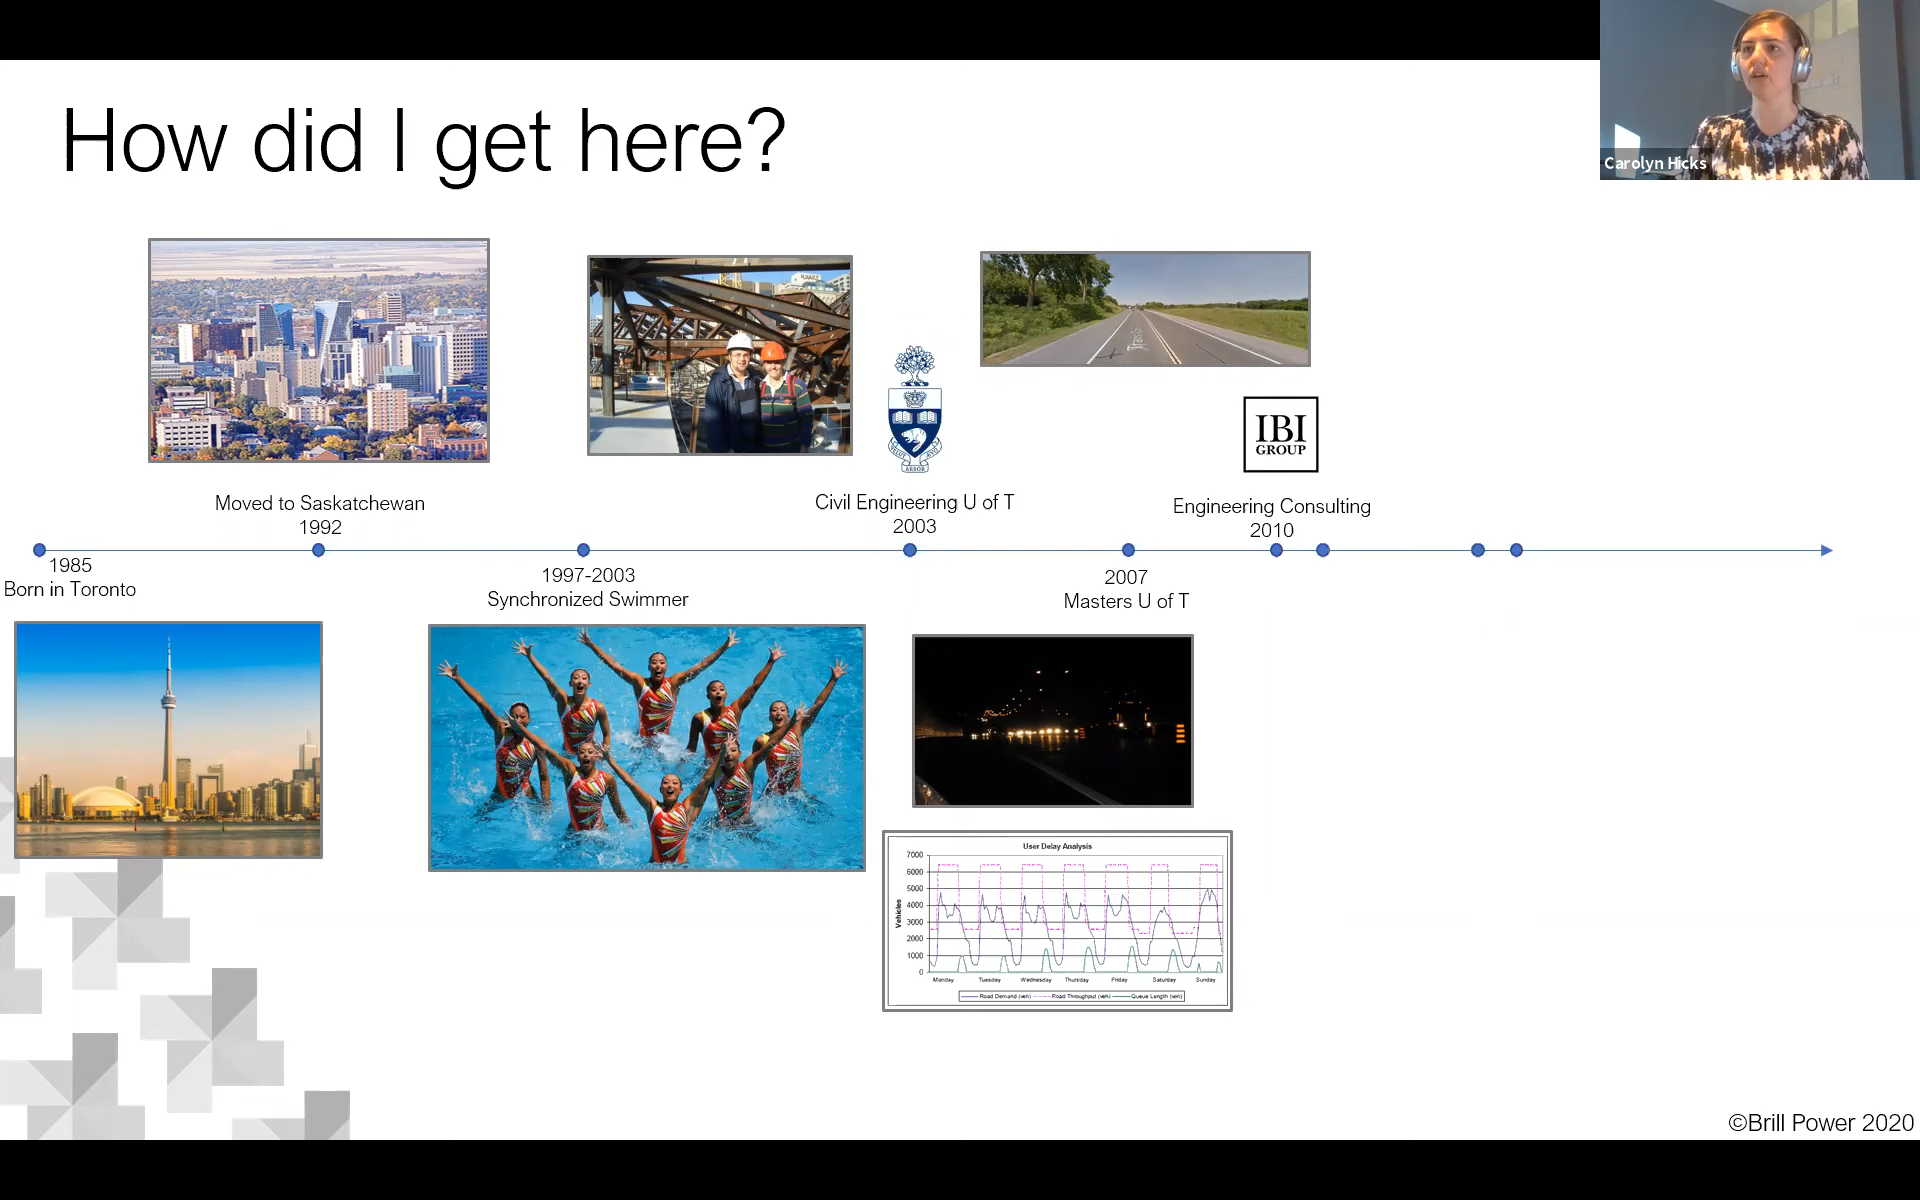 How did I get here?
Carolyn Hicks
Moved to Saskatchewan
1992
Civil Engineering U of T
2003
IBI
GROUP
Engineering Consulting
2010
1985
Born in Toronto
1997-2003
Synchronized Swimmer
2007
Masters U of T
ARBOR
User Delay Analysis
Vehicles
7000
6000
5000
4000
3000
2000
1000
0
Monday Tuesday Wednesday Thursday Friday Saturday Sunday
Road Demand (veh) Road Throughput (veh) Queue Length (veh)
©Brill Power 2020